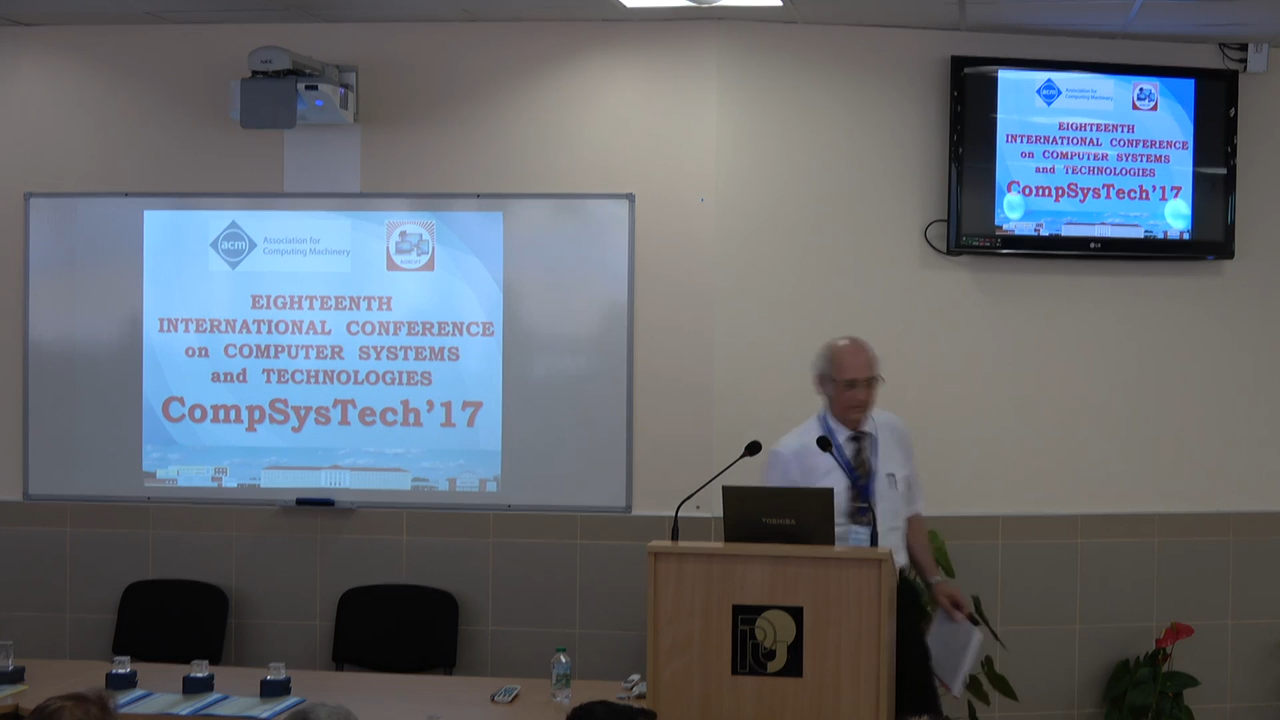 acm
Association for
Computing Machinery
EIGHTEENTH
INTERNATIONAL CONFERENCE
on COMPUTER SYSTEMS
and TECHNOLOGIES
CompSysTech'17
acm
Association for
Computing Machinery
EIGHTEENTH
INTERNATIONAL CONFERENCE
on COMPUTER SYSTEMS
and TECHNOLOGIES
CompSysTech'17
LG
NEC
TOSHIBA